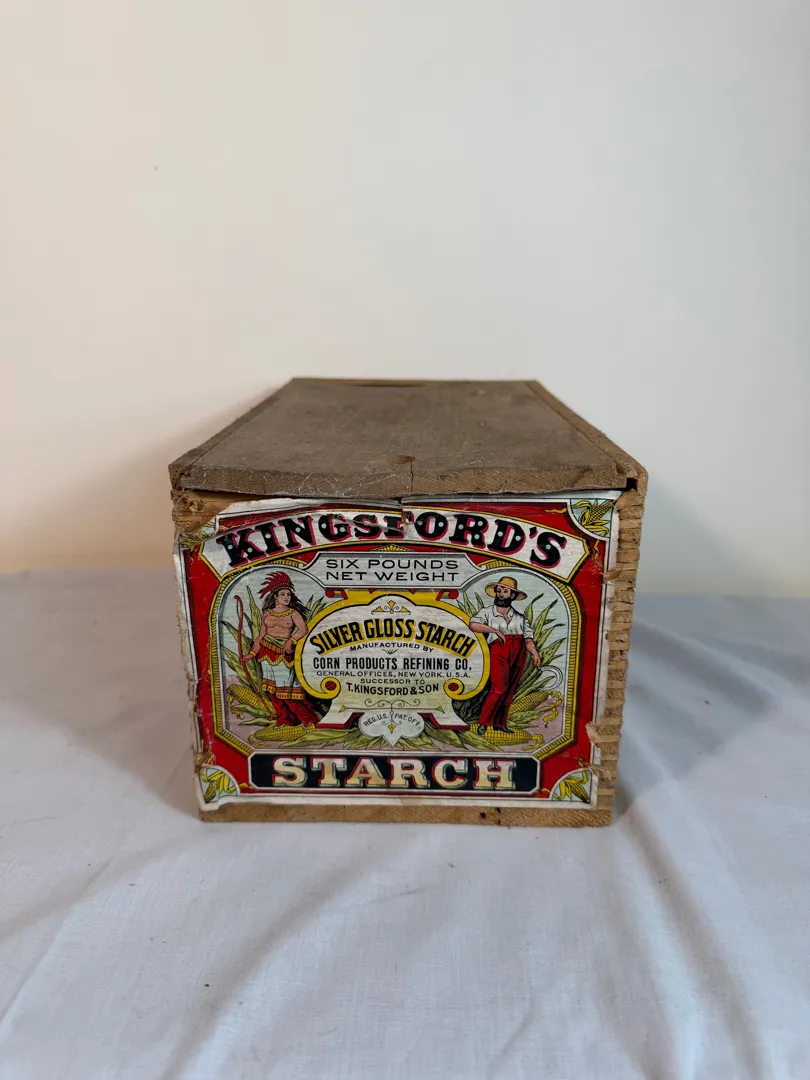 KINGSFORD'S
SIX POUNDS
NET WEIGHT
SILVER GLOSS STARCH
MANUFACTURED BY
CORN PRODUCTS REFINING CO.
GENERAL OFFICES, NEW YORK, U.S.A.
SUCCESSOR TO
T. KINGSFORD & SON
REG. U.S. PAT. OFF.
STARCH